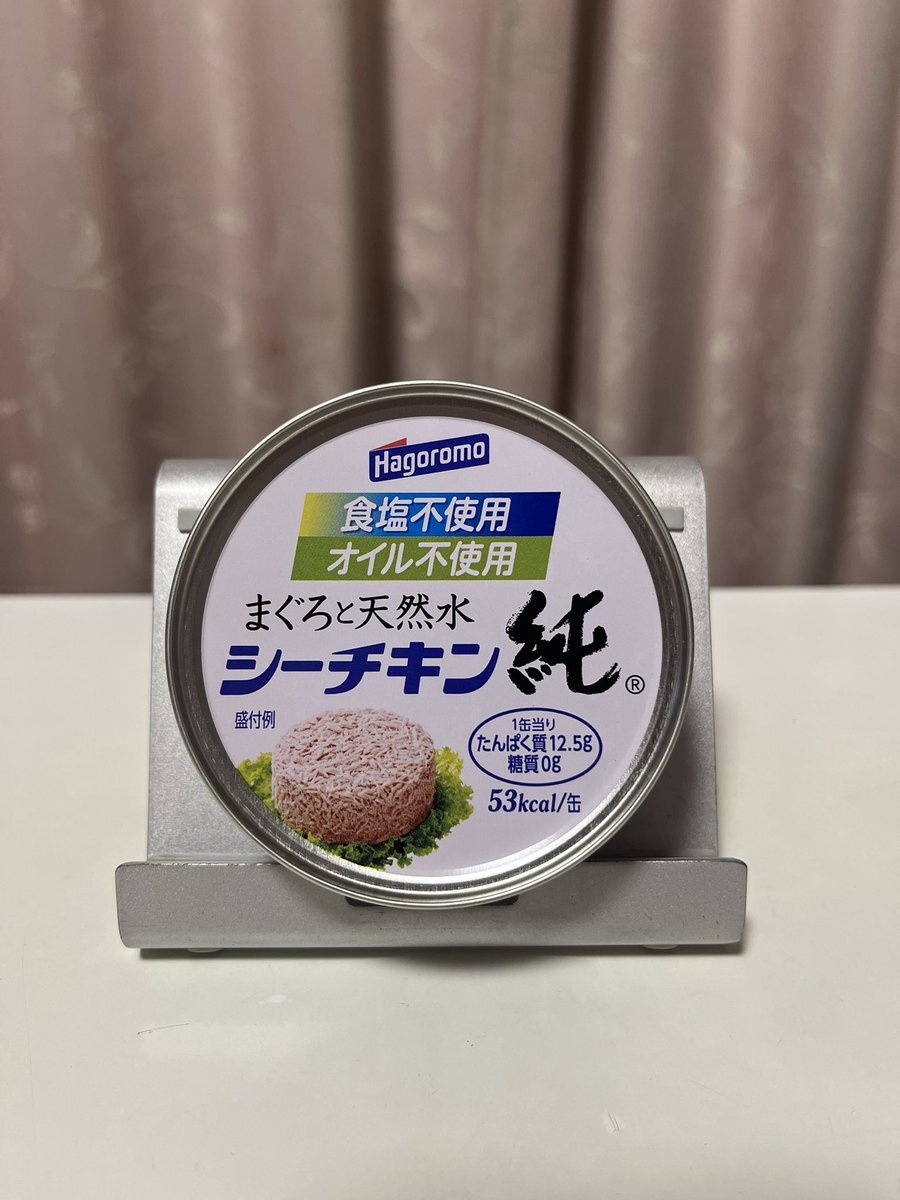 Hagoromo
食塩不使用
オイル不使用
まぐろと天然水
シーチキン純®
盛付例
1缶当り
たんぱく質12.5g
糖質0g
53kcal/缶